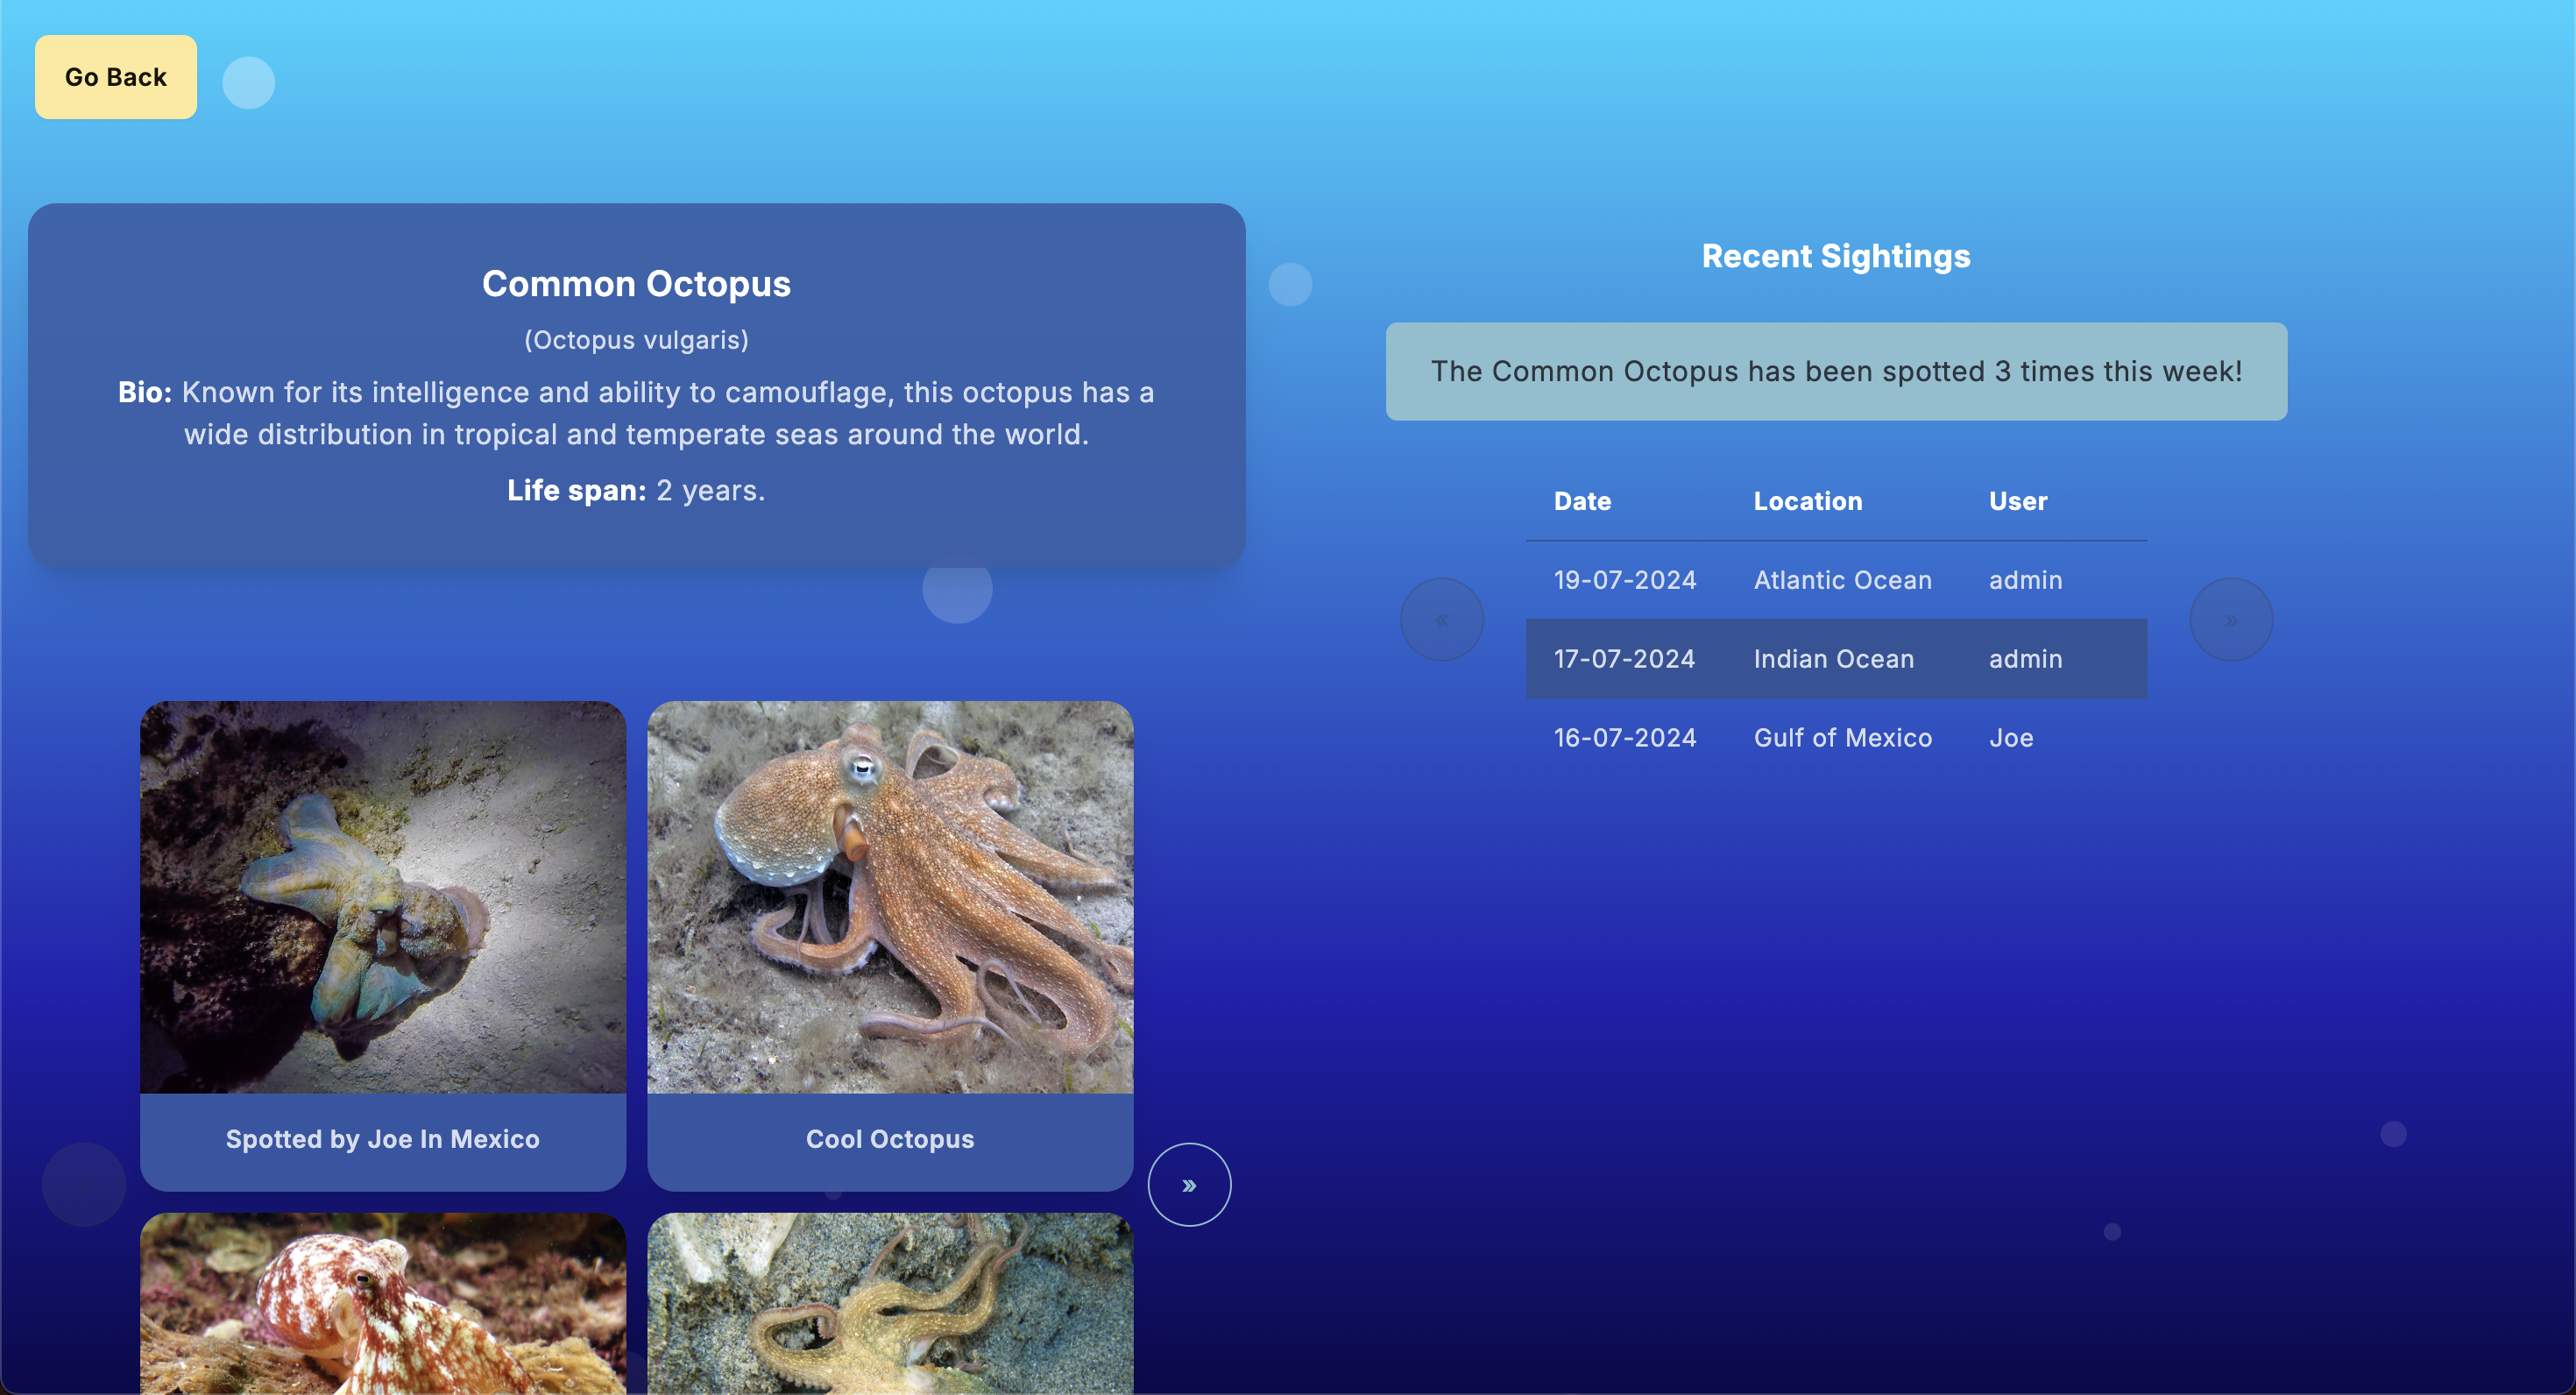 Go Back
Common Octopus
(Octopus vulgaris)
Bio: Known for its intelligence and ability to camouflage, this octopus has a
wide distribution in tropical and temperate seas around the world.
Life span: 2 years.
Recent Sightings
The Common Octopus has been spotted 3 times this week!
Date Location User
19-07-2024 Atlantic Ocean admin
«
»
17-07-2024 Indian Ocean admin
16-07-2024 Gulf of Mexico Joe
Spotted by Joe In Mexico
Cool Octopus
»